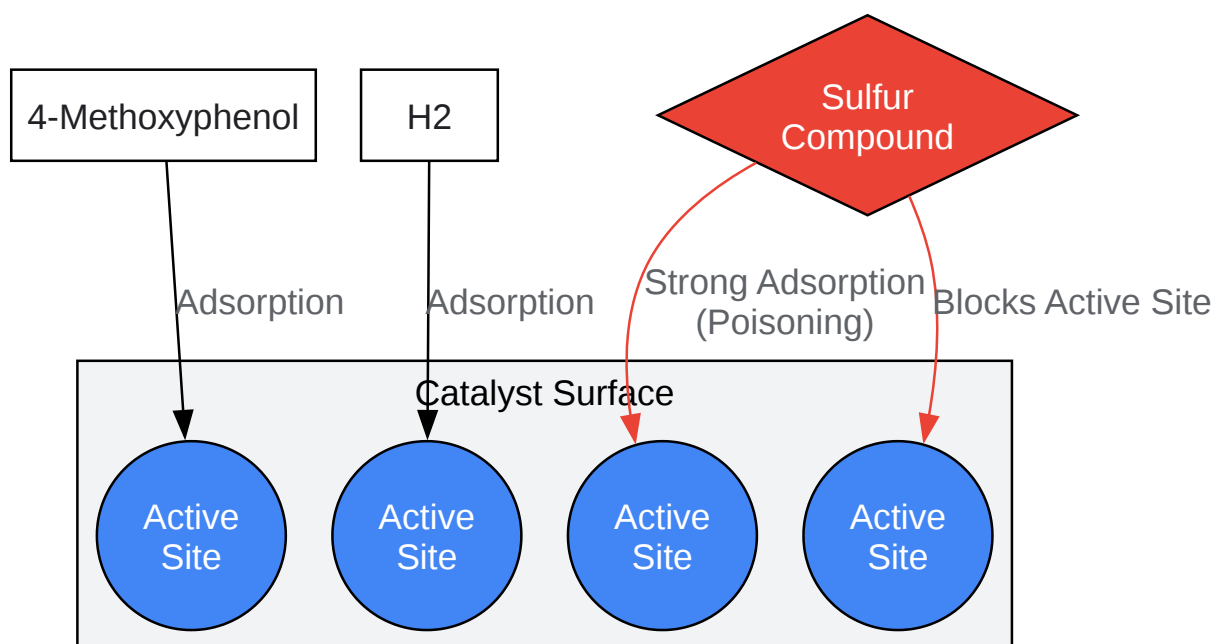 4-Methoxyphenol
H2
Sulfur
Compound
Adsorption
Adsorption
Strong Adsorption
(Poisoning)
Blocks Active Site
Catalyst Surface
Active
Site
Active
Site
Active
Site
Active
Site